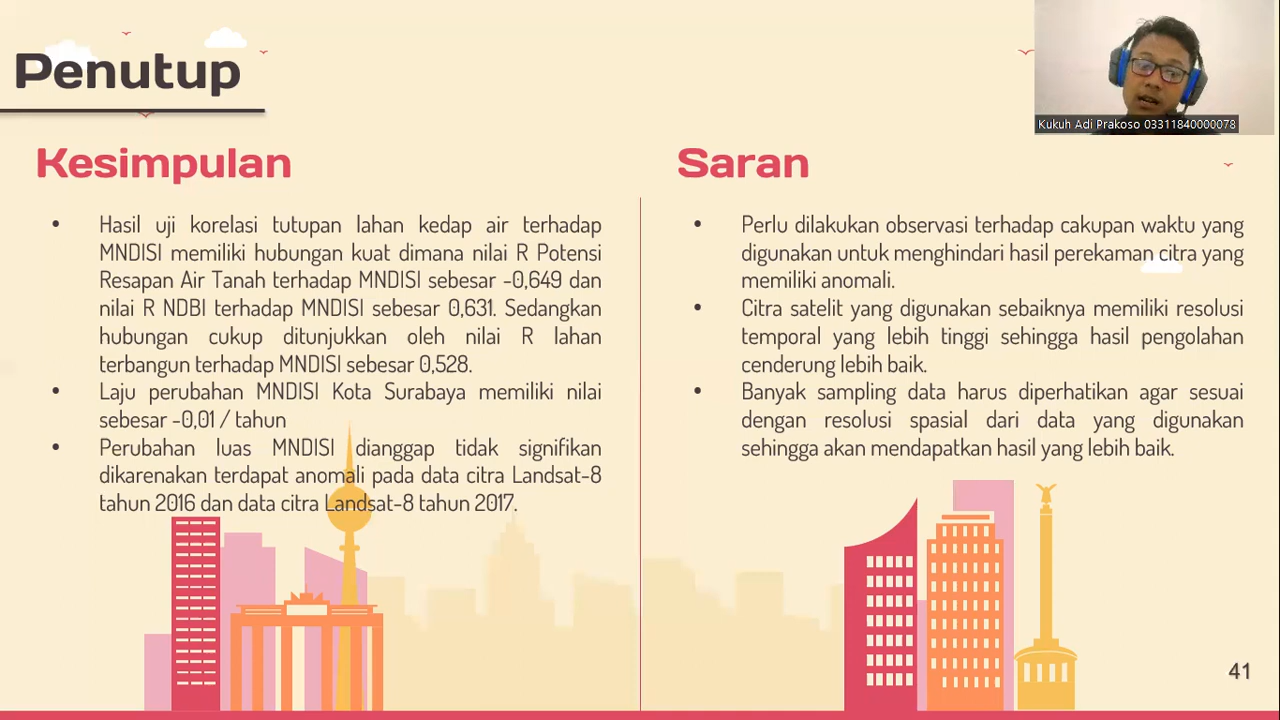 Penutup
Kukuh Adi Prakoso 03311840000078
Kesimpulan
• Hasil uji korelasi tutupan lahan kedap air terhadap
MNDISI memiliki hubungan kuat dimana nilai R Potensi
Resapan Air Tanah terhadap MNDISI sebesar -0,649 dan
nilai R NDBI terhadap MNDISI sebesar 0,631. Sedangkan
hubungan cukup ditunjukkan oleh nilai R lahan
terbangun terhadap MNDISI sebesar 0,528.
• Laju perubahan MNDISI Kota Surabaya memiliki nilai
sebesar -0,01 / tahun
• Perubahan luas MNDISI dianggap tidak signifikan
dikarenakan terdapat anomali pada data citra Landsat-8
tahun 2016 dan data citra Landsat-8 tahun 2017.
Saran
• Perlu dilakukan observasi terhadap cakupan waktu yang
digunakan untuk menghindari hasil perekaman citra yang
memiliki anomali.
• Citra satelit yang digunakan sebaiknya memiliki resolusi
temporal yang lebih tinggi sehingga hasil pengolahan
cenderung lebih baik.
• Banyak sampling data harus diperhatikan agar sesuai
dengan resolusi spasial dari data yang digunakan
sehingga akan mendapatkan hasil yang lebih baik.
41